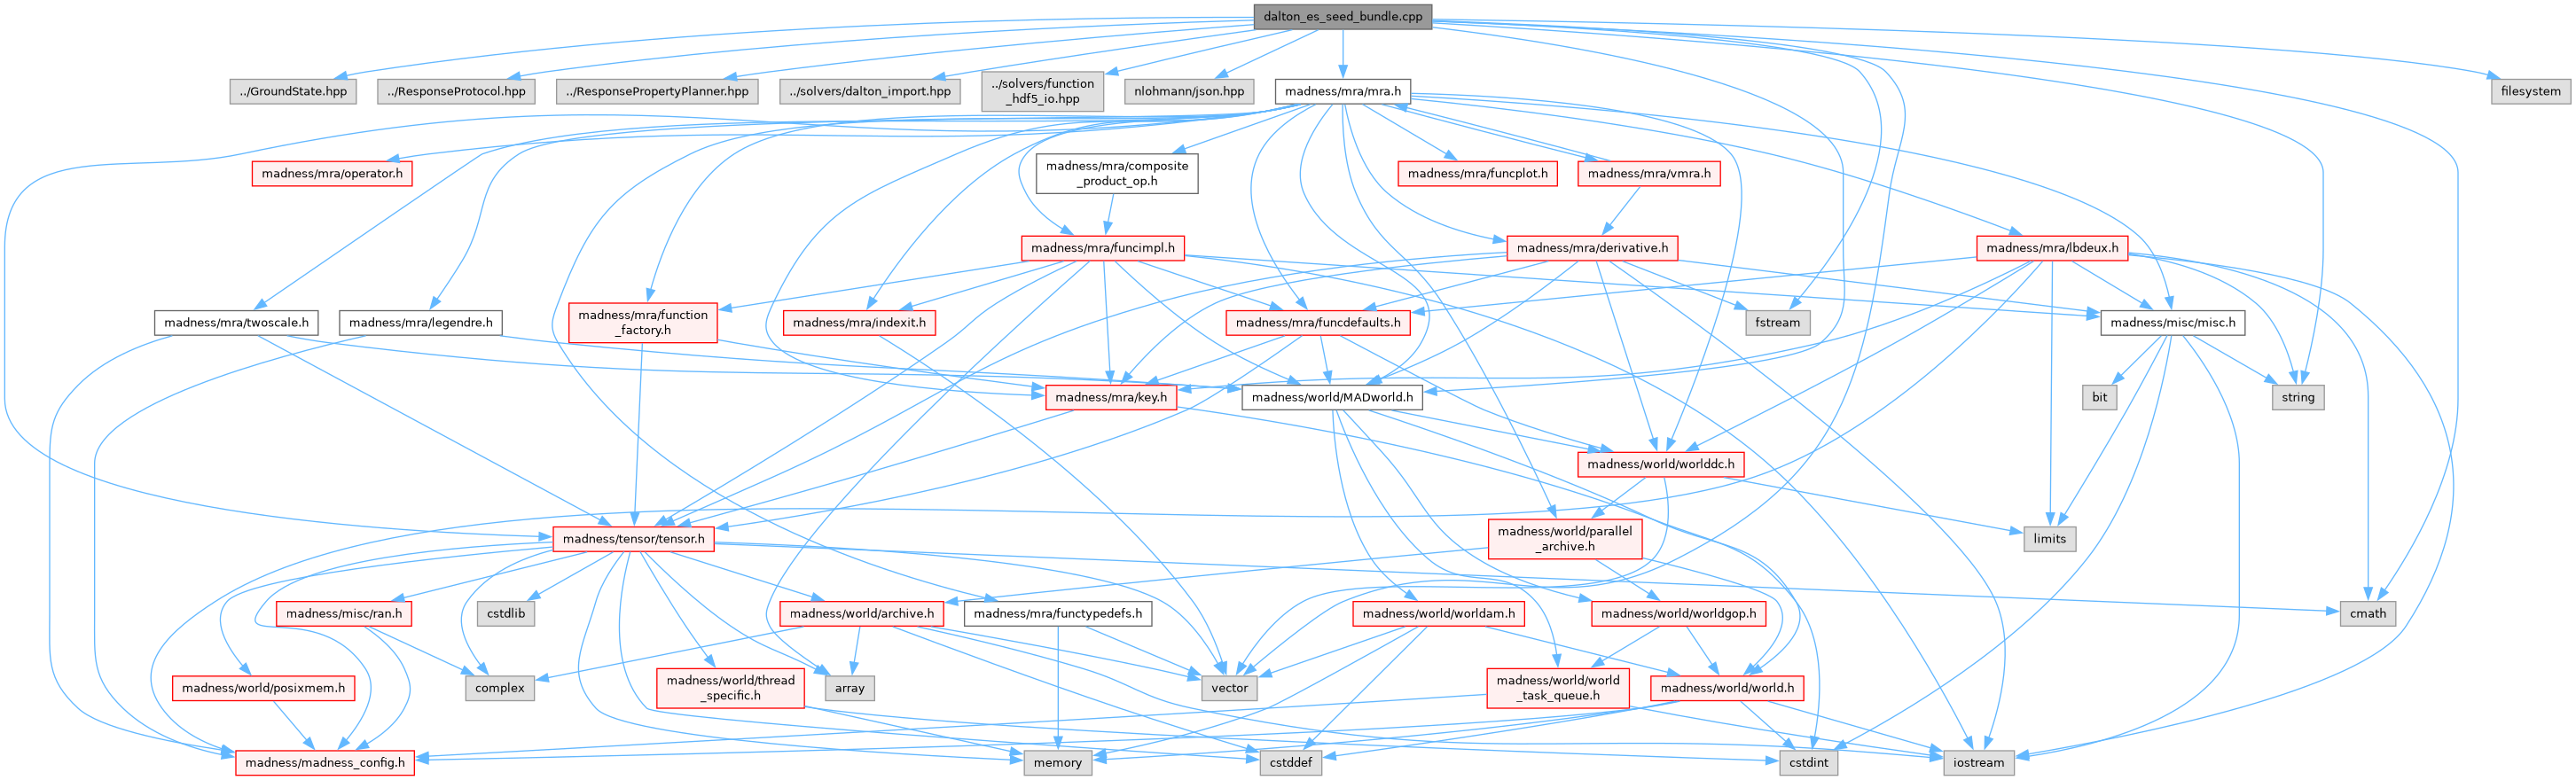 dalton_es_seed_bundle.cpp
../GroundState.hpp
../ResponseProtocol.hpp
../ResponsePropertyPlanner.hpp
../solvers/dalton_import.hpp
../solvers/function
_hdf5_io.hpp
nlohmann/json.hpp
madness/mra/mra.h
filesystem
madness/mra/operator.h
madness/mra/composite
_product_op.h
madness/mra/funcplot.h
madness/mra/vmra.h
madness/mra/funcimpl.h
madness/mra/derivative.h
madness/mra/lbdeux.h
madness/mra/twoscale.h
madness/mra/legendre.h
madness/mra/function
_factory.h
madness/mra/indexit.h
madness/mra/funcdefaults.h
fstream
madness/misc/misc.h
madness/mra/key.h
madness/world/MADworld.h
bit
string
madness/world/worlddc.h
madness/tensor/tensor.h
madness/world/parallel
_archive.h
limits
madness/misc/ran.h
cstdlib
madness/world/archive.h
madness/mra/functypedefs.h
madness/world/worldam.h
madness/world/worldgop.h
cmath
madness/world/posixmem.h
complex
madness/world/thread
_specific.h
array
vector
madness/world/world
_task_queue.h
madness/world/world.h
madness/madness_config.h
memory
cstddef
cstdint
iostream